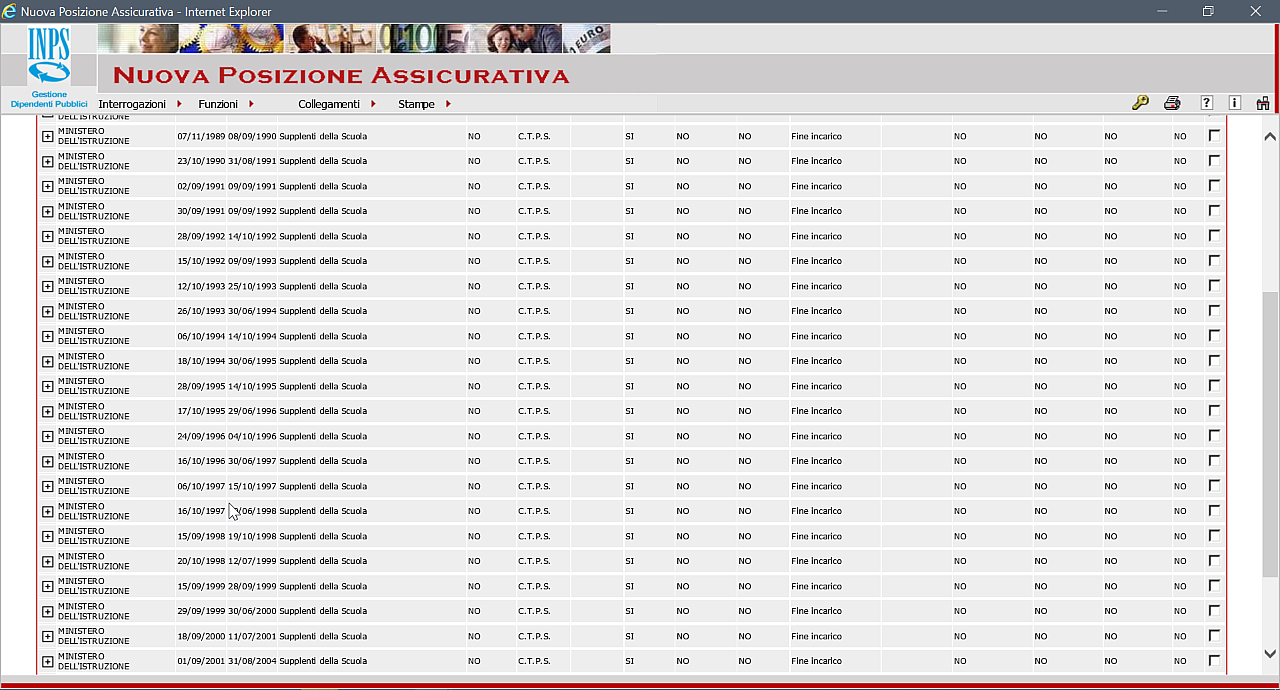 Nuova Posizione Assicurativa - Internet Explorer
INPS
Gestione
Dipendenti Pubblici
NUOVA POSIZIONE ASSICURATIVA
Interrogazioni Funzioni Collegamenti Stampe
DELL'ISTRUZIONE
MINISTERO
DELL'ISTRUZIONE 07/11/1989 08/09/1990 Supplenti della Scuola NO C.T.P.S. SI NO NO Fine incarico NO NO NO NO
MINISTERO
DELL'ISTRUZIONE 23/10/1990 31/08/1991 Supplenti della Scuola NO C.T.P.S. SI NO NO Fine incarico NO NO NO NO
MINISTERO
DELL'ISTRUZIONE 02/09/1991 09/09/1991 Supplenti della Scuola NO C.T.P.S. SI NO NO Fine incarico NO NO NO NO
MINISTERO
DELL'ISTRUZIONE 30/09/1991 09/09/1992 Supplenti della Scuola NO C.T.P.S. SI NO NO Fine incarico NO NO NO NO
MINISTERO
DELL'ISTRUZIONE 28/09/1992 14/10/1992 Supplenti della Scuola NO C.T.P.S. SI NO NO Fine incarico NO NO NO NO
MINISTERO
DELL'ISTRUZIONE 15/10/1992 09/09/1993 Supplenti della Scuola NO C.T.P.S. SI NO NO Fine incarico NO NO NO NO
MINISTERO
DELL'ISTRUZIONE 12/10/1993 25/10/1993 Supplenti della Scuola NO C.T.P.S. SI NO NO Fine incarico NO NO NO NO
MINISTERO
DELL'ISTRUZIONE 26/10/1993 30/06/1994 Supplenti della Scuola NO C.T.P.S. SI NO NO Fine incarico NO NO NO NO
MINISTERO
DELL'ISTRUZIONE 06/10/1994 14/10/1994 Supplenti della Scuola NO C.T.P.S. SI NO NO Fine incarico NO NO NO NO
MINISTERO
DELL'ISTRUZIONE 18/10/1994 30/06/1995 Supplenti della Scuola NO C.T.P.S. SI NO NO Fine incarico NO NO NO NO
MINISTERO
DELL'ISTRUZIONE 28/09/1995 14/10/1995 Supplenti della Scuola NO C.T.P.S. SI NO NO Fine incarico NO NO NO NO
MINISTERO
DELL'ISTRUZIONE 17/10/1995 29/06/1996 Supplenti della Scuola NO C.T.P.S. SI NO NO Fine incarico NO NO NO NO
MINISTERO
DELL'ISTRUZIONE 24/09/1996 04/10/1996 Supplenti della Scuola NO C.T.P.S. SI NO NO Fine incarico NO NO NO NO
MINISTERO
DELL'ISTRUZIONE 16/10/1996 30/06/1997 Supplenti della Scuola NO C.T.P.S. SI NO NO Fine incarico NO NO NO NO
MINISTERO
DELL'ISTRUZIONE 06/10/1997 15/10/1997 Supplenti della Scuola NO C.T.P.S. SI NO NO Fine incarico NO NO NO NO
MINISTERO
DELL'ISTRUZIONE 16/10/1997 /06/1998 Supplenti della Scuola NO C.T.P.S. SI NO NO Fine incarico NO NO NO NO
MINISTERO
DELL'ISTRUZIONE 15/09/1998 19/10/1998 Supplenti della Scuola NO C.T.P.S. SI NO NO Fine incarico NO NO NO NO
MINISTERO
DELL'ISTRUZIONE 20/10/1998 12/07/1999 Supplenti della Scuola NO C.T.P.S. SI NO NO Fine incarico NO NO NO NO
MINISTERO
DELL'ISTRUZIONE 15/09/1999 28/09/1999 Supplenti della Scuola NO C.T.P.S. SI NO NO Fine incarico NO NO NO NO
MINISTERO
DELL'ISTRUZIONE 29/09/1999 30/06/2000 Supplenti della Scuola NO C.T.P.S. SI NO NO Fine incarico NO NO NO NO
MINISTERO
DELL'ISTRUZIONE 18/09/2000 11/07/2001 Supplenti della Scuola NO C.T.P.S. SI NO NO Fine incarico NO NO NO NO
MINISTERO
DELL'ISTRUZIONE 01/09/2001 31/08/2004 Supplenti della Scuola NO C.T.P.S. SI NO NO Fine incarico NO NO NO NO